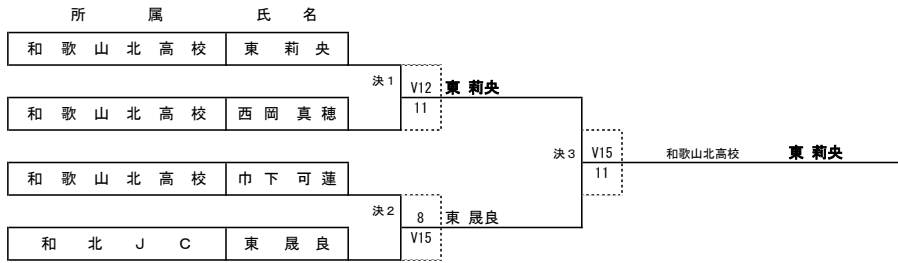 所属 氏名
和歌山北高校 東莉央
決1 V12 東 莉央
11
和歌山北高校 西岡真穂
決3 V15 和歌山北高校 東 莉央
11
和歌山北高校 巾下可蓮
決2 8 東 晟良
V15
和北JC 東晟良